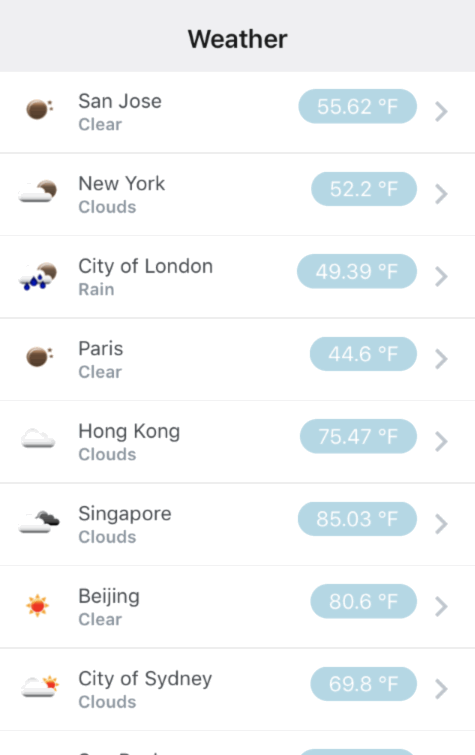 Weather
San Jose
Clear
55.62 °F
New York
Clouds
52.2 °F
City of London
Rain
49.39 °F
Paris
Clear
44.6 °F
Hong Kong
Clouds
75.47 °F
Singapore
Clouds
85.03 °F
Beijing
Clear
80.6 °F
City of Sydney
Clouds
69.8 °F